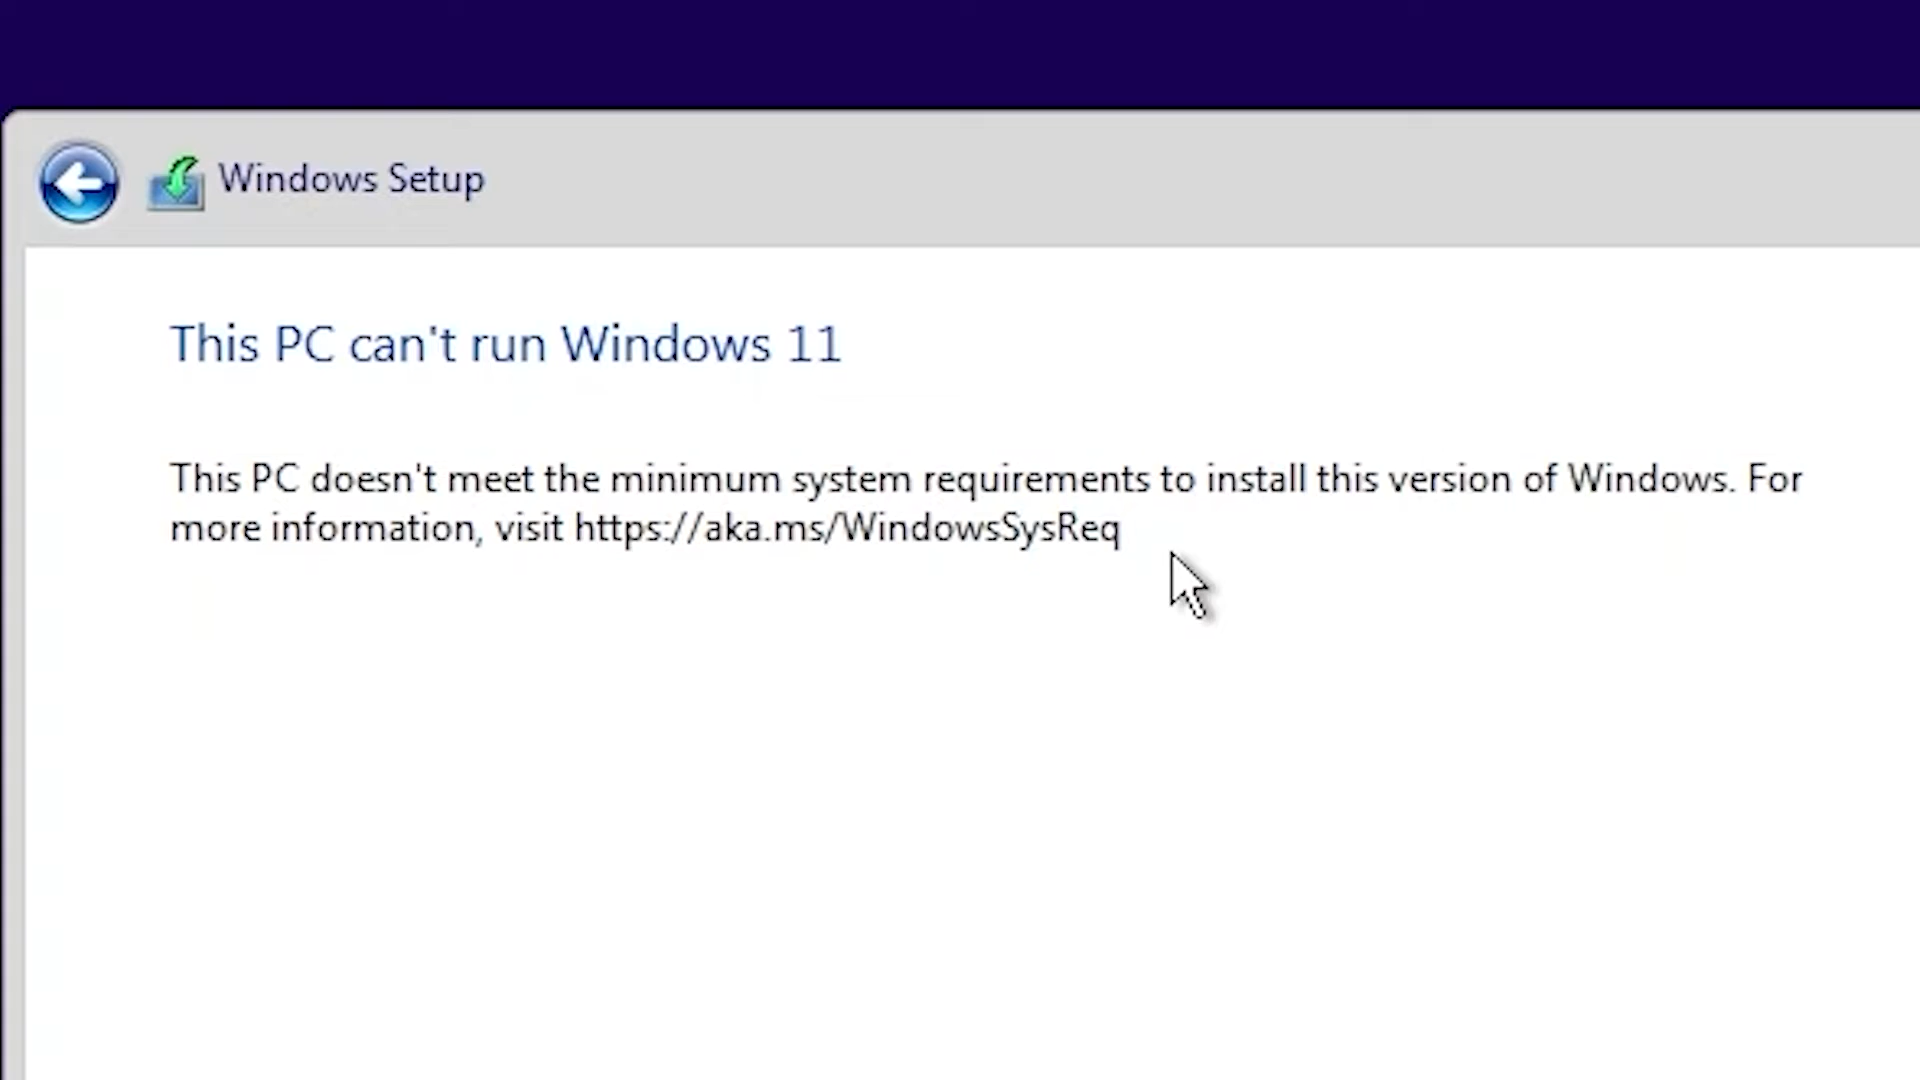 Windows Setup
This PC can't run Windows 11
This PC doesn't meet the minimum system requirements to install this version of Windows. For
more information, visit https://aka.ms/WindowsSysReq